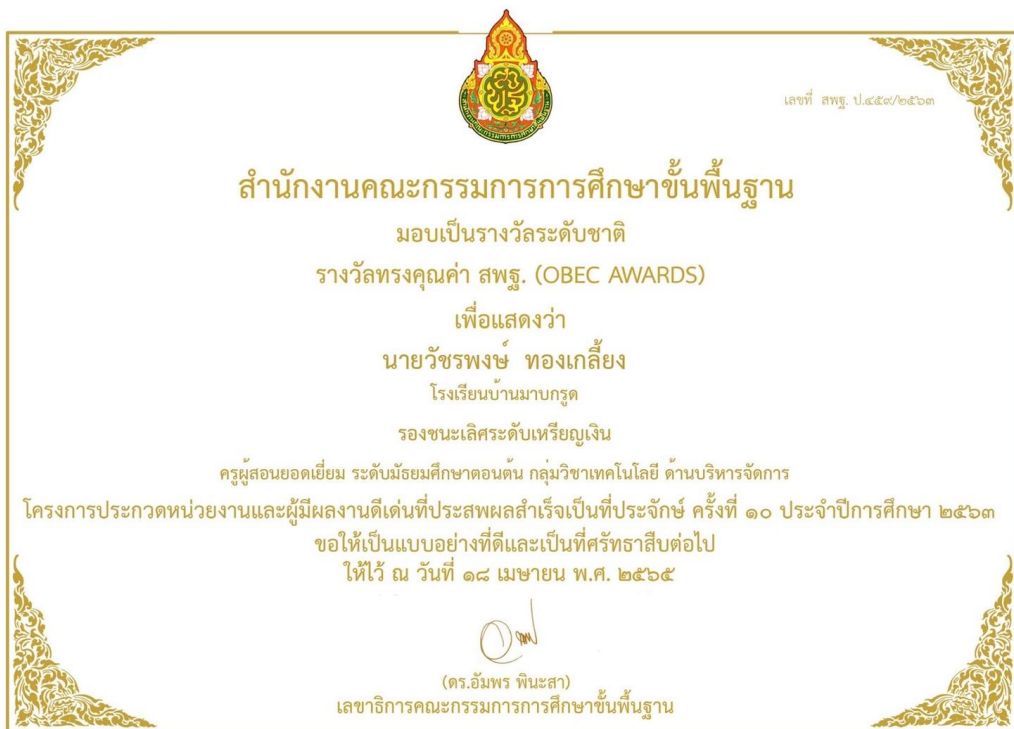 เลขที่ สพฐ. ป.๔๕๙/๒๕๖๓
สำนักงานคณะกรรมการการศึกษาขั้นพื้นฐาน
มอบเป็นรางวัลระดับชาติ
รางวัลทรงคุณค่า สพฐ. (OBEC AWARDS)
เพื่อแสดงว่า
นายวัชรพงษ์ ทองเกลี้ยง
โรงเรียนบ้านมาบกรูด
รองชนะเลิศระดับเหรียญเงิน
ครูผู้สอนยอดเยี่ยม ระดับมัธยมศึกษาตอนต้น กลุ่มวิชาเทคโนโลยี ด้านบริหารจัดการ
โครงการประกวดหน่วยงานและผู้มีผลงานดีเด่นที่ประสพผลสำเร็จเป็นที่ประจักษ์ ครั้งที่ ๑๐ ประจำปีการศึกษา ๒๕๖๓
ขอให้เป็นแบบอย่างที่ดีและเป็นที่ศรัทธาสืบต่อไป
ให้ไว้ ณ วันที่ ๑๘ เมษายน พ.ศ. ๒๕๖๕
(ดร.อัมพร พินะสา)
เลขาธิการคณะกรรมการการศึกษาขั้นพื้นฐาน